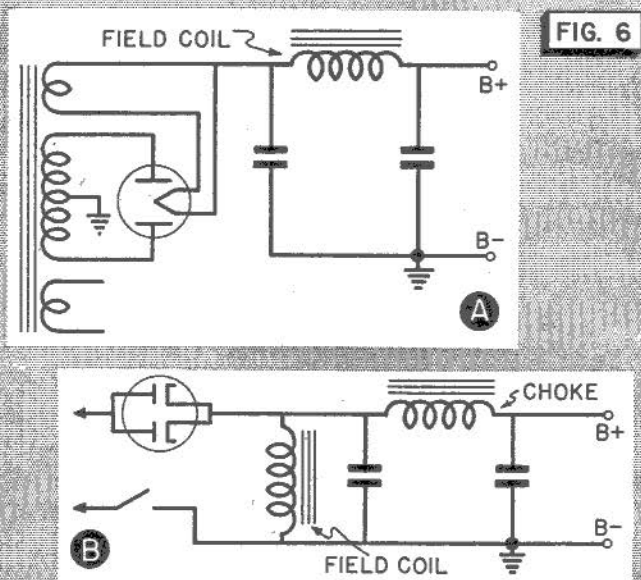 FIG. 6
FIELD COIL
B+
B-
A
CHOKE
B+
B-
B
FIELD COIL